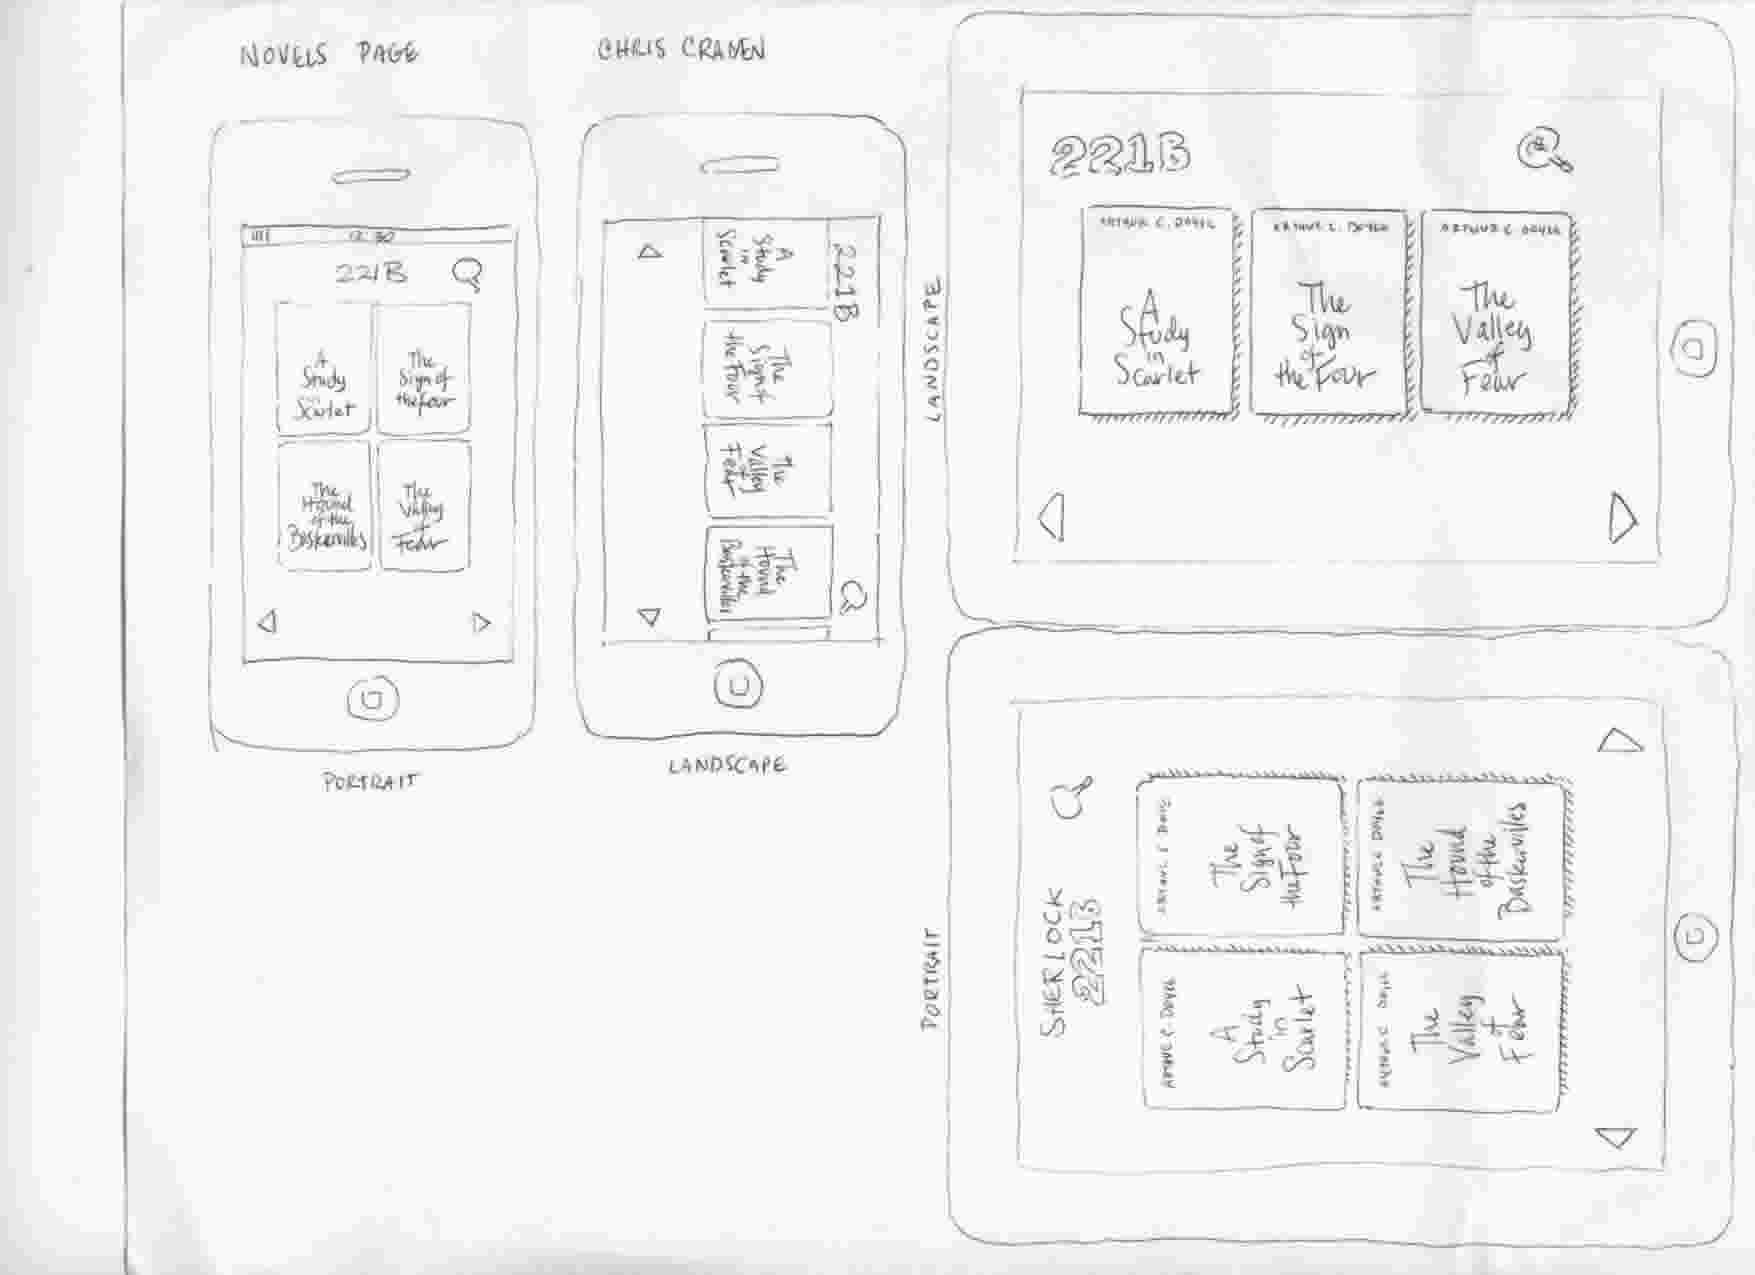 NOVELS PAGE
CHRIS CRAVEN
12:30
221B
A
Study
in
Scarlet
The
Sign of
the Four
The
Hound
of the
Baskervilles
The
Valley
of
Fear
PORTRAIT
221B
A
Study
in
Scarlet
The
Sign of
the Four
The
Valley
of
Fear
The
Hound
of the
Baskervilles
LANDSCAPE
LANDSCAPE
221B
ARTHUR C. DOYLE
A
Study
in
Scarlet
ARTHUR C. DOYLE
The
Sign
of
the Four
ARTHUR C DOYLE
The
Valley
of
Fear
PORTRAIT
SHERLOCK
221B
ARTHUR C. DOYLE
A
Study
in
Scarlet
ARTHUR C DOYLE
The
Sign of
the Four
ARTHUR C DOYLE
The
Valley
of
Fear
ARTHUR C DOYLE
The
Hound
of the
Baskervilles